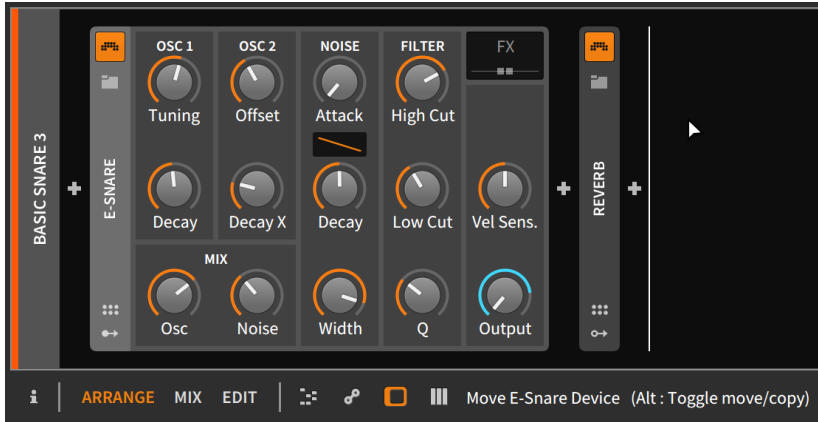 BASIC SNARE 3
E-SNARE
OSC 1 OSC 2 NOISE FILTER FX
Tuning Offset Attack High Cut
Decay Decay X Decay Low Cut Vel Sens.
MIX
Osc Noise Width Q Output
REVERB
i ARRANGE MIX EDIT Move E-Snare Device (Alt : Toggle move/copy)